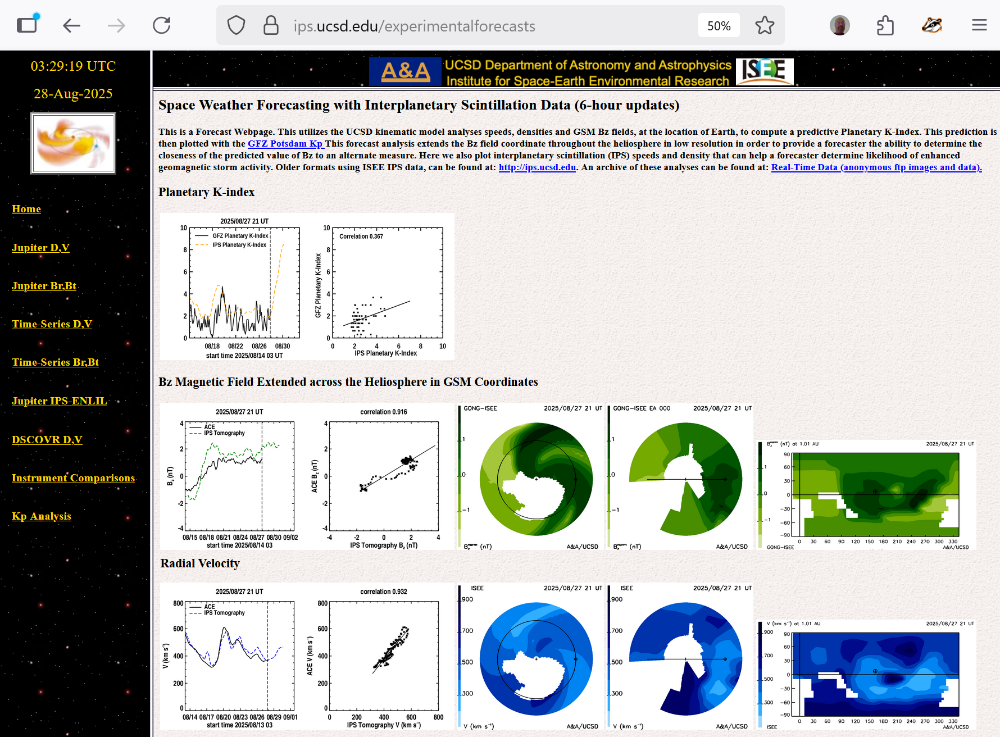 ips.ucsd.edu/experimentalforecasts
50%
03:29:19 UTC
28-Aug-2025
Home
Jupiter D,V
Jupiter Br,Bt
Time-Series D,V
Time-Series Br,Bt
Jupiter IPS-ENLIL
DSCOVR D,V
Instrument Comparisons
Kp Analysis
A&A
UCSD Department of Astronomy and Astrophysics
Institute for Space-Earth Environmental Research
ISEE
Space Weather Forecasting with Interplanetary Scintillation Data (6-hour updates)
This is a Forecast Webpage. This utilizes the UCSD kinematic model analyses speeds, densities and GSM Bz fields, at the location of Earth, to compute a predictive Planetary K-Index. This prediction is
then plotted with the GFZ Potsdam Kp This forecast analysis extends the Bz field coordinate throughout the heliosphere in low resolution in order to provide a forecaster the ability to determine the
closeness of the predicted value of Bz to an alternate measure. Here we also plot interplanetary scintillation (IPS) speeds and density that can help a forecaster determine likelihood of enhanced
geomagnetic storm activity. Older formats using ISEE IPS data, can be found at: http://ips.ucsd.edu. An archive of these analyses can be found at: Real-Time Data (anonymous ftp images and data).
Planetary K-index
2025/08/27 21 UT
GFZ Planetary K-Index
IPS Planetary K-Index
10
8
6
4
2
0
08/18 08/22 08/26 08/30
start time 2025/08/14 03 UT
Correlation 0.367
GFZ Planetary K-Index
10
8
6
4
2
0
0 2 4 6 8 10
IPS Planetary K-Index
Bz Magnetic Field Extended across the Heliosphere in GSM Coordinates
2025/08/27 21 UT
ACE
IPS Tomography
Bz (nT)
4
2
0
-2
-4
08/15 08/18 08/21 08/24 08/27 08/30 09/02
start time 2025/08/14 03
correlation 0.916
ACE Bz (nT)
4
2
0
-2
-4
-4 -2 0 2 4
IPS Tomography Bz (nT)
GONG-ISEE 2025/08/27 21 UT
1
0
-1
Bz norm (nT) A&A/UCSD
GONG-ISEE EA 000 2025/08/27 21 UT
1
0
-1
Bz norm (nT) A&A/UCSD
Bz norm (nT) at 1.01 AU 2025/08/27 21 UT
1
0
-1
90
60
30
0
-30
-60
-90
0 30 60 90 120 150 180 210 240 270 300 330
GONG-ISEE A&A/UCSD
Radial Velocity
2025/08/27 21 UT
ACE
IPS Tomography
V (km s-1)
800
600
400
200
0
08/14 08/17 08/20 08/23 08/26 08/29 09/01
start time 2025/08/13 03
correlation 0.932
ACE V (km s-1)
800
600
400
200
0
0 200 400 600 800
IPS Tomography V (km s-1)
ISEE 2025/08/27 21 UT
900
700
500
300
V (km s-1) A&A/UCSD
ISEE 2025/08/27 21 UT
900
700
500
300
V (km s-1) A&A/UCSD
V (km s-1) at 1.01 AU 2025/08/27 21 UT
900
700
500
300
90
60
30
0
-30
-60
-90
0 30 60 90 120 150 180 210 240 270 300 330
ISEE A&A/UCSD